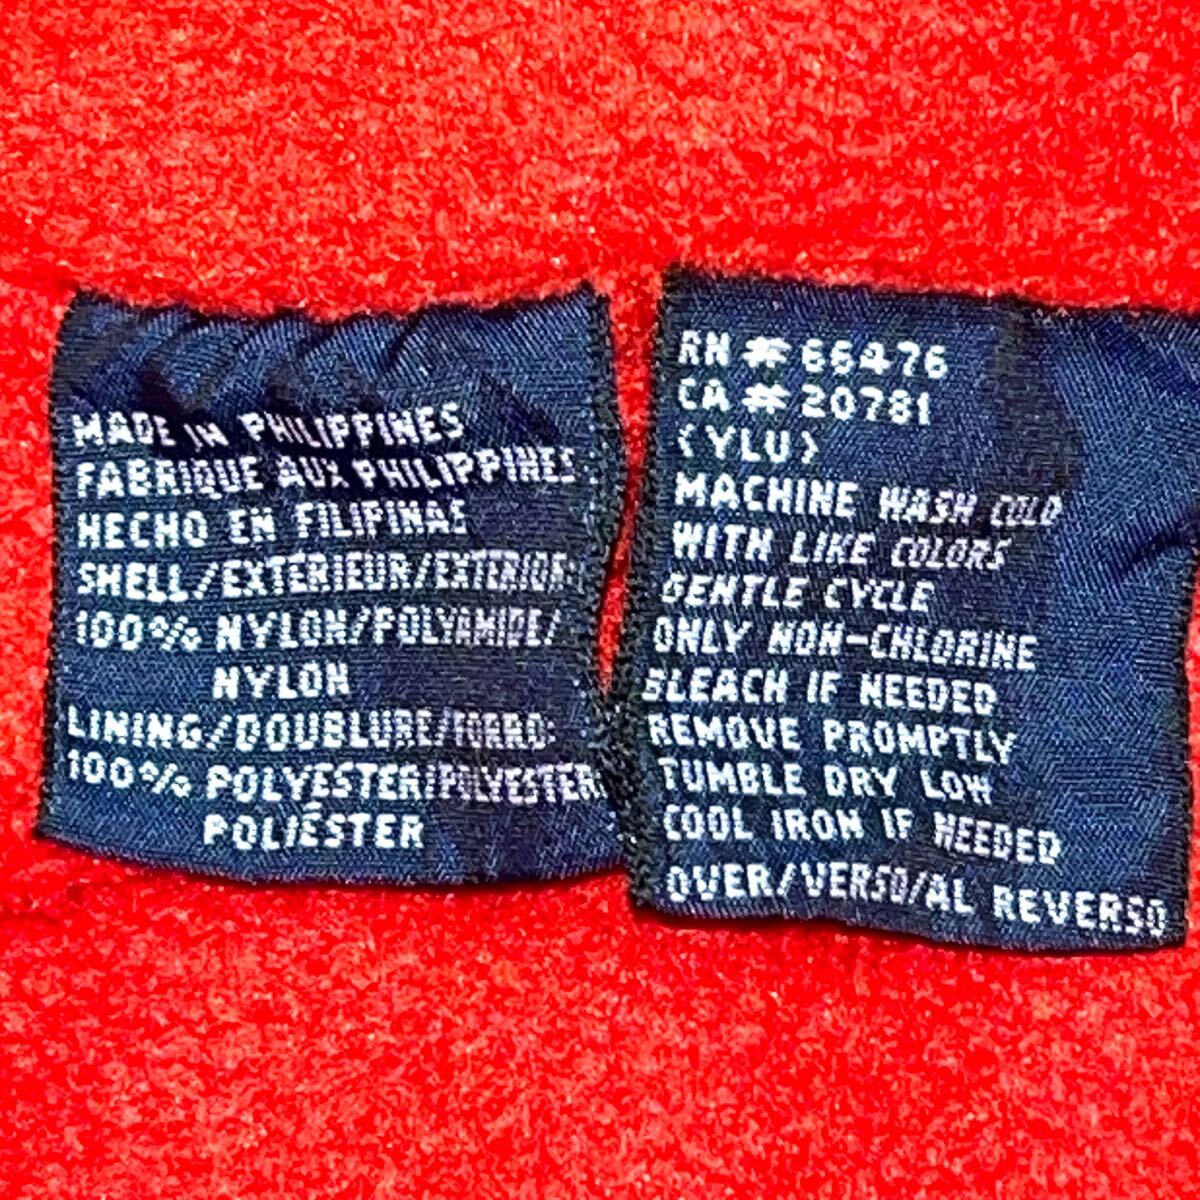 MADE IN PHILIPPINES
FABRIQUE AUX PHILIPPINES
HECHO EN FILIPINAS
SHELL/EXTÉRIEUR/EXTERIOR:
100% NYLON/POLYAMIDE/
NYLON
LINING/DOUBLURE/FORRO:
100% POLYESTER/POLYESTER/
POLIÉSTER
RN # 66476
CA # 20781
(YLU)
MACHINE WASH COLD
WITH LIKE COLORS
GENTLE CYCLE
ONLY NON-CHLORINE
BLEACH IF NEEDED
REMOVE PROMPTLY
TUMBLE DRY LOW
COOL IRON IF NEEDED
OVER/VERSO/AL REVERSO